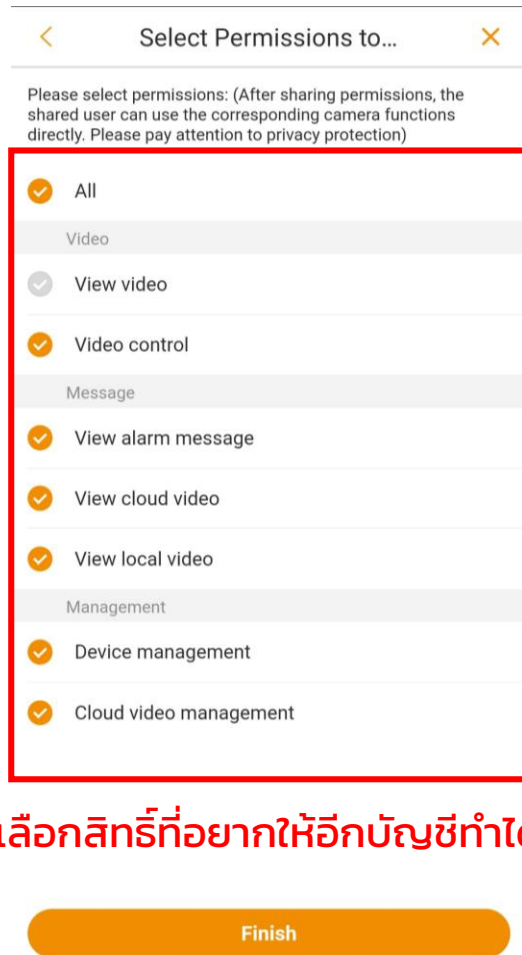 Select Permissions to...
Please select permissions: (After sharing permissions, the
shared user can use the corresponding camera functions
directly. Please pay attention to privacy protection)
All
Video
View video
Video control
Message
View alarm message
View cloud video
View local video
Management
Device management
Cloud video management
เลือกสิทธิ์ที่อยากให้อีกบัญชีทำได้
Finish